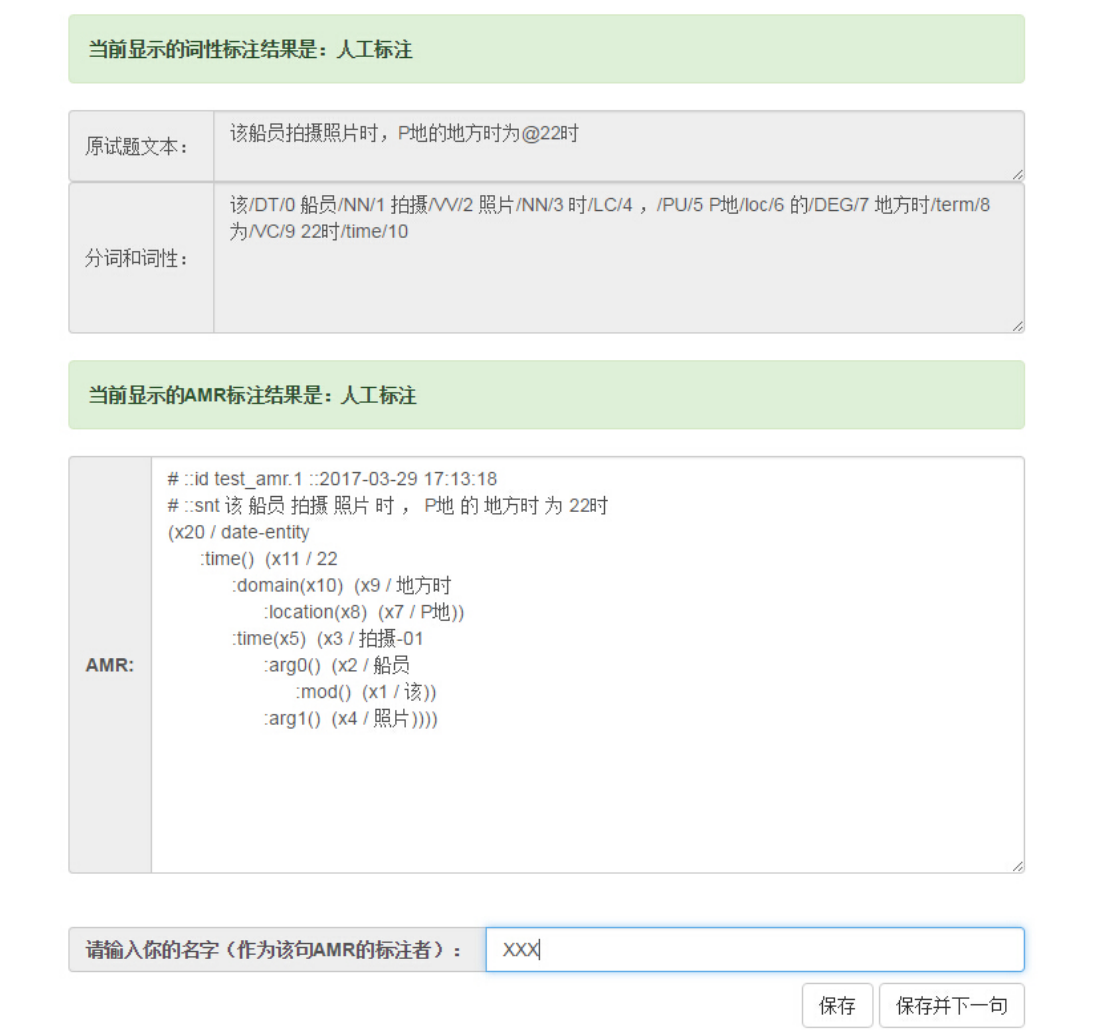 当前显示的词性标注结果是：人工标注
原试题文本：
该船员拍摄照片时，P地的地方时为@22时
分词和词性：
该/DT/0 船员/NN/1 拍摄/VV/2 照片/NN/3 时/LC/4 ，/PU/5 P地/loc/6 的/DEG/7 地方时/term/8
为/VC/9 22时/time/10
当前显示的AMR标注结果是：人工标注
AMR:
# ::id test_amr.1 ::2017-03-29 17:13:18
# ::snt 该 船员 拍摄 照片 时 ， P地 的 地方时 为 22时
(x20 / date-entity
:time() (x11 / 22
:domain(x10) (x9 / 地方时
:location(x8) (x7 / P地))
:time(x5) (x3 / 拍摄-01
:arg0() (x2 / 船员
:mod() (x1 / 该))
:arg1() (x4 / 照片))))
请输入你的名字（作为该句AMR的标注者）：
XXX
保存 保存并下一句